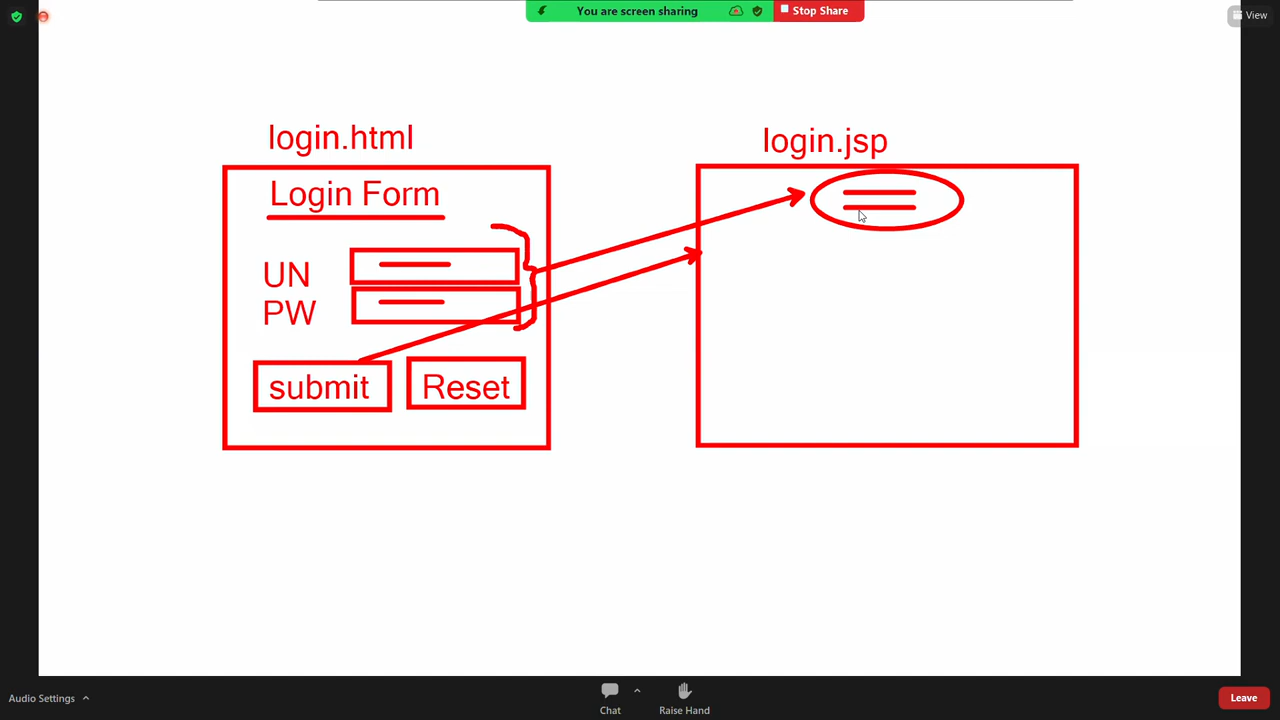 You are screen sharing
Stop Share
View
login.html
login.jsp
Login Form
UN
PW
submit
Reset
Audio Settings
Chat
Raise Hand
Leave